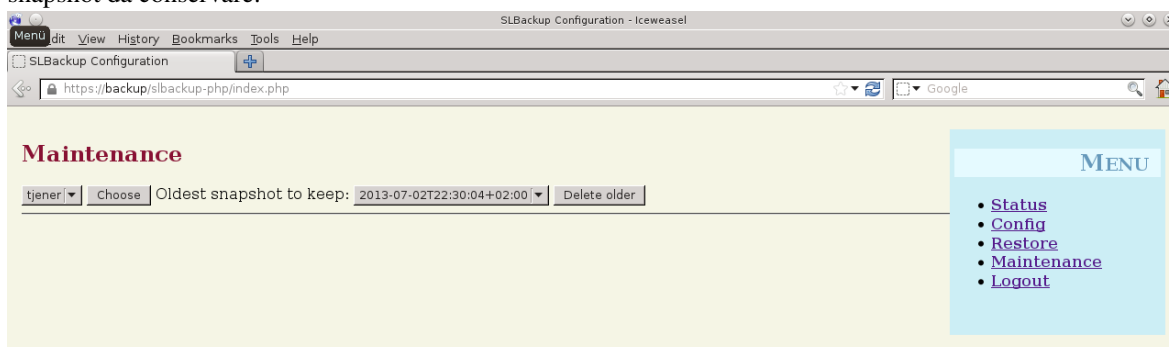 snapshot da conservare.
SLBackup Configuration - Iceweasel
Menü dit View History Bookmarks Tools Help
SLBackup Configuration
https://backup/slbackup-php/index.php Google
Maintenance
tjener Choose Oldest snapshot to keep: 2013-07-02T22:30:04+02:00 Delete older
MENU
• Status
• Config
• Restore
• Maintenance
• Logout